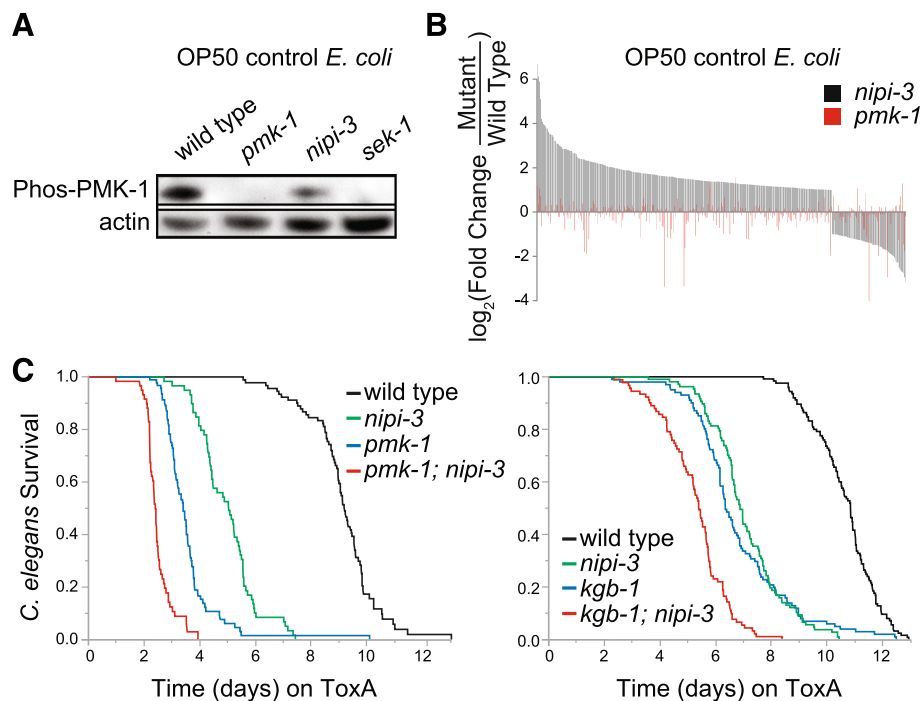 A
OP50 control E. coli
wild type
pmk-1
nipi-3
sek-1
Phos-PMK-1
actin
B
OP50 control E. coli
nipi-3
pmk-1
log2(Fold Change Mutant / Wild Type)
6
4
2
0
-2
-4
C
C. elegans Survival
1.0
0.8
0.6
0.4
0.2
0.0
0 2 4 6 8 10 12
Time (days) on ToxA
wild type
nipi-3
pmk-1
pmk-1; nipi-3
1.0
0.8
0.6
0.4
0.2
0.0
0 2 4 6 8 10 12
Time (days) on ToxA
wild type
nipi-3
kgb-1
kgb-1; nipi-3